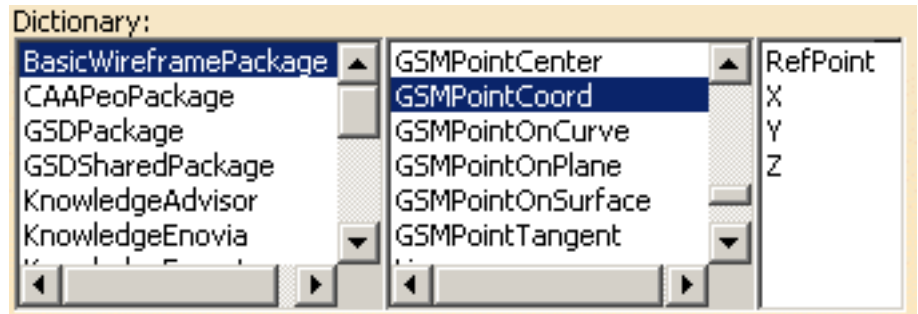 Dictionary:
BasicWireframePackage
CAAPeoPackage
GSDPackage
GSDSharedPackage
KnowledgeAdvisor
KnowledgeEnovia
GSMPointCenter
GSMPointCoord
GSMPointOnCurve
GSMPointOnPlane
GSMPointOnSurface
GSMPointTangent
RefPoint
X
Y
Z